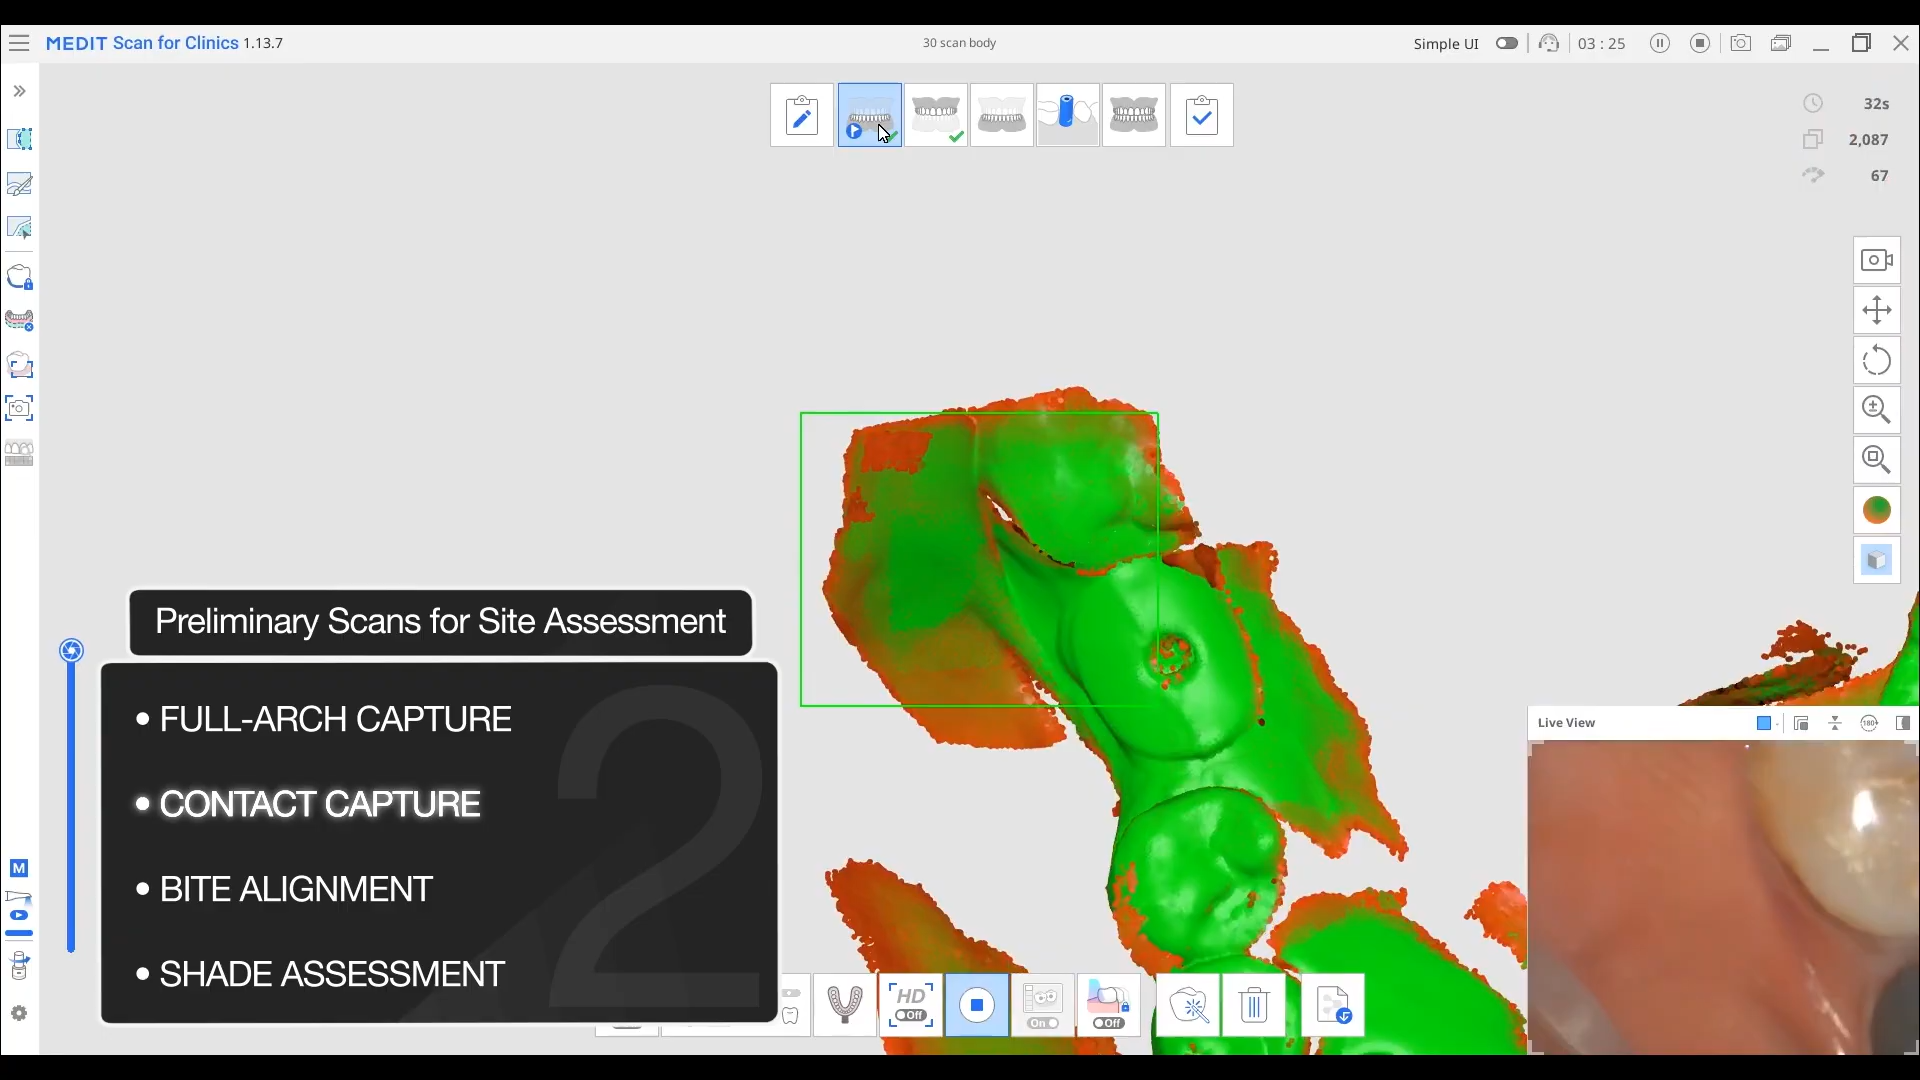 MEDIT Scan for Clinics 1.13.7
30 scan body
Simple UI
03 : 25
32s
2,087
67
Preliminary Scans for Site Assessment
2
• FULL-ARCH CAPTURE
• CONTACT CAPTURE
• BITE ALIGNMENT
• SHADE ASSESSMENT
Live View
180°
M
HD
Off
On
Off